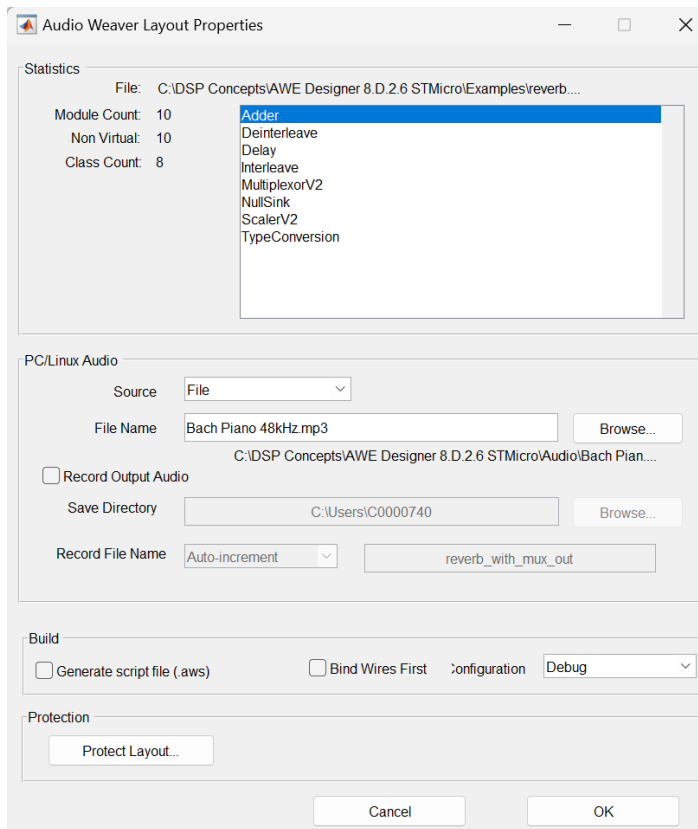 Audio Weaver Layout Properties
Statistics
File: C:\DSP Concepts\AWE Designer 8.D.2.6 STMicro\Examples\reverb....
Module Count: 10
Non Virtual: 10
Class Count: 8
Adder
Deinterleave
Delay
Interleave
MultiplexorV2
NullSink
ScalerV2
TypeConversion
PC/Linux Audio
Source File
File Name Bach Piano 48kHz.mp3 Browse...
C:\DSP Concepts\AWE Designer 8.D.2.6 STMicro\Audio\Bach Pian....
Record Output Audio
Save Directory C:\Users\C0000740 Browse...
Record File Name Auto-increment reverb_with_mux_out
Build
Generate script file (.aws) Bind Wires First onfiguration Debug
Protection
Protect Layout...
Cancel OK